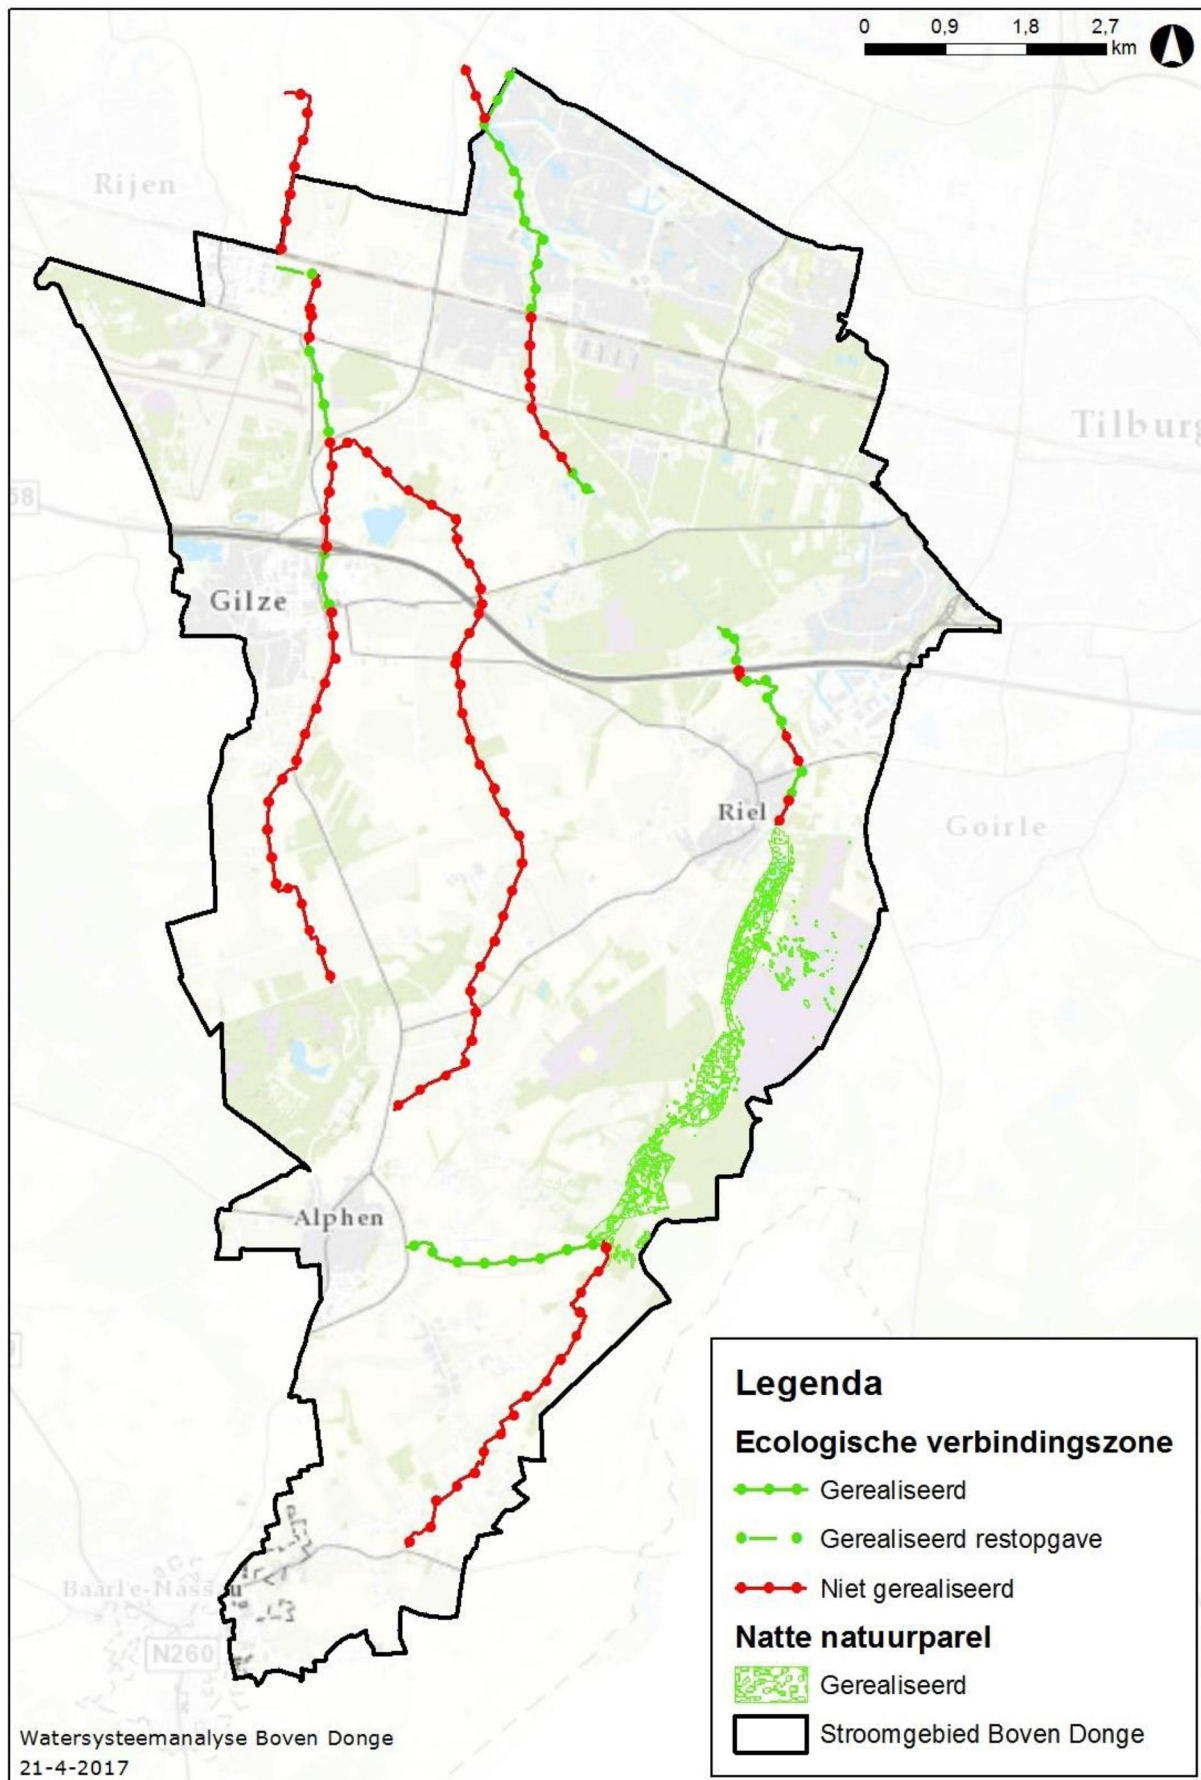 0 0,9 1,8 2,7
km
Rijen
Tilburg
58
Gilze
Riel
Goirle
Alphen
Baarle-Nassau
N260
Legenda
Ecologische verbindingszone
Gerealiseerd
Gerealiseerd restopgave
Niet gerealiseerd
Natte natuurparel
Gerealiseerd
Stroomgebied Boven Donge
Watersysteemanalyse Boven Donge
21-4-2017